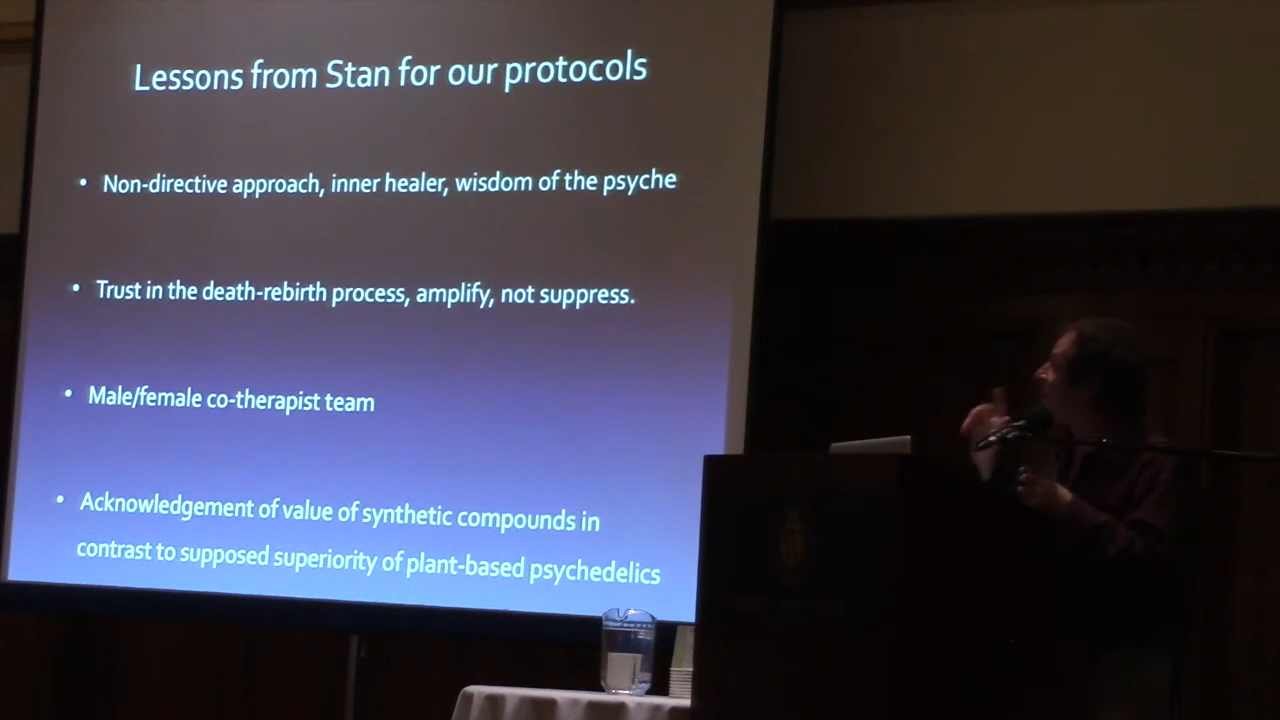 Lessons from Stan for our protocols
• Non-directive approach, inner healer, wisdom of the psyche
• Trust in the death-rebirth process, amplify, not suppress.
• Male/female co-therapist team
• Acknowledgement of value of synthetic compounds in
contrast to supposed superiority of plant-based psychedelics